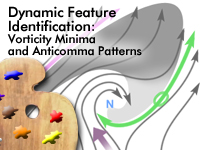 Dynamic Feature
Identification:
Vorticity Minima
and Anticomma Patterns
N